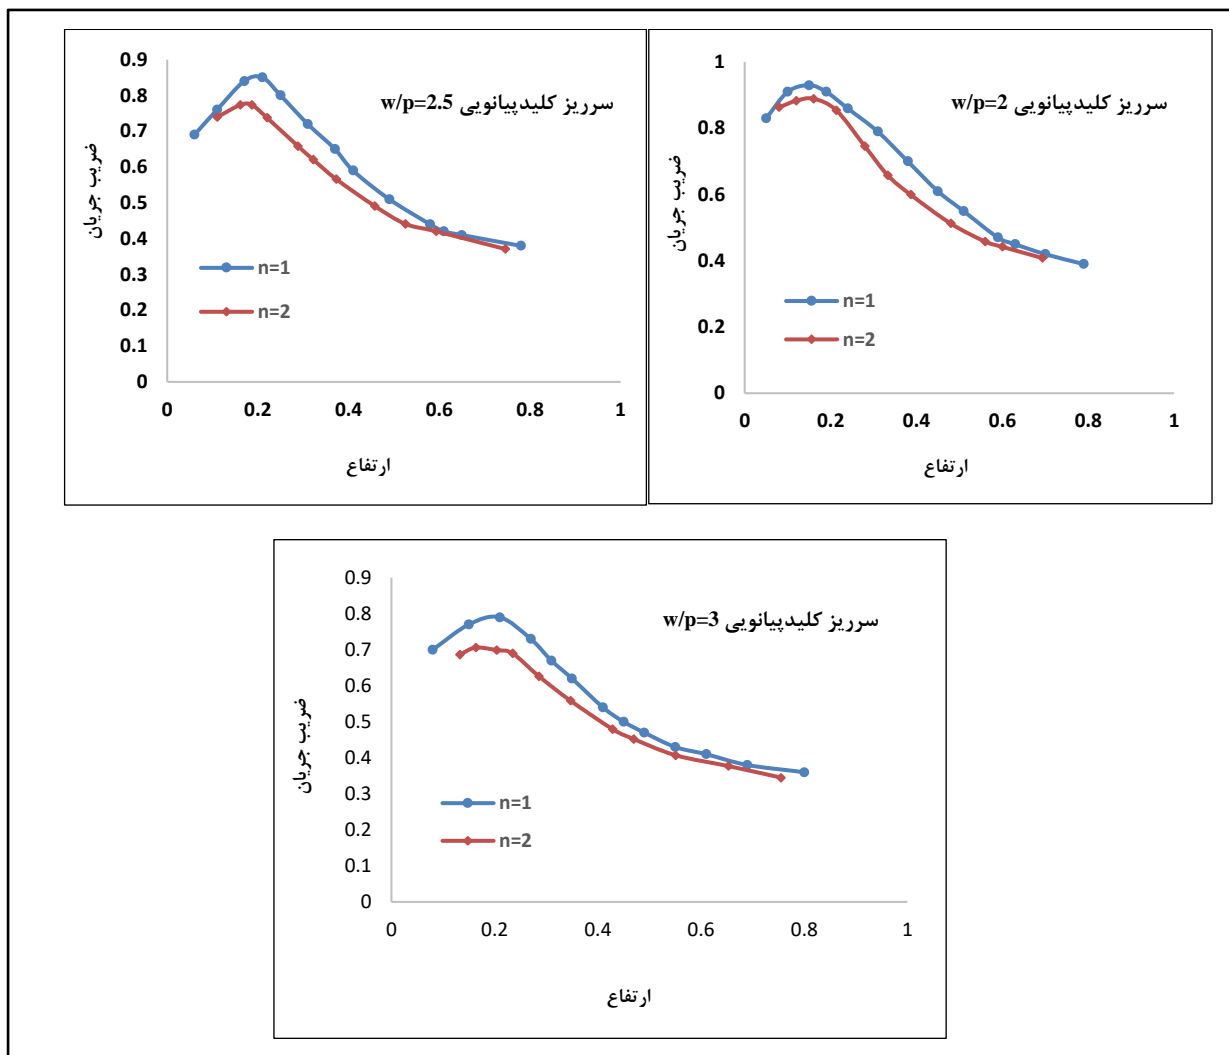 سرریز کلیدپیانویی w/p=2.5
0.9
0.8
0.7
0.6
0.5
0.4
0.3
0.2
0.1
0
ضریب جریان
n=1
n=2
0 0.2 0.4 0.6 0.8 1
ارتفاع
سرریز کلیدپیانویی w/p=2
1
0.8
0.6
0.4
0.2
0
ضریب جریان
n=1
n=2
0 0.2 0.4 0.6 0.8 1
ارتفاع
سرریز کلیدپیانویی w/p=3
0.9
0.8
0.7
0.6
0.5
0.4
0.3
0.2
0.1
0
ضریب جریان
n=1
n=2
0 0.2 0.4 0.6 0.8 1
ارتفاع